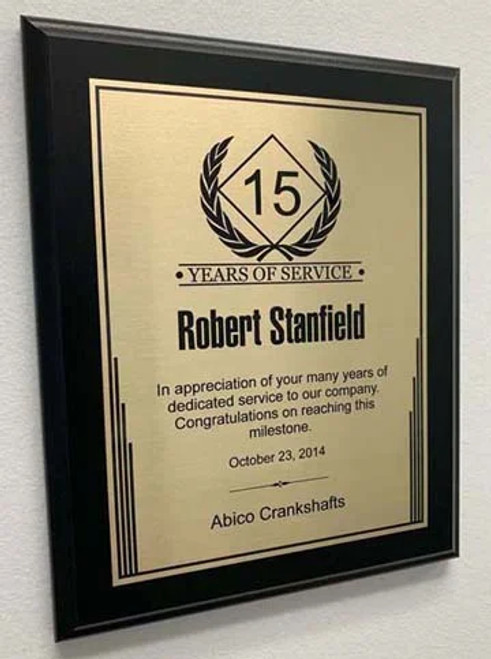 15
• YEARS OF SERVICE •
Robert Stanfield
In appreciation of your many years of
dedicated service to our company.
Congratulations on reaching this
milestone.
October 23, 2014
Abico Crankshafts